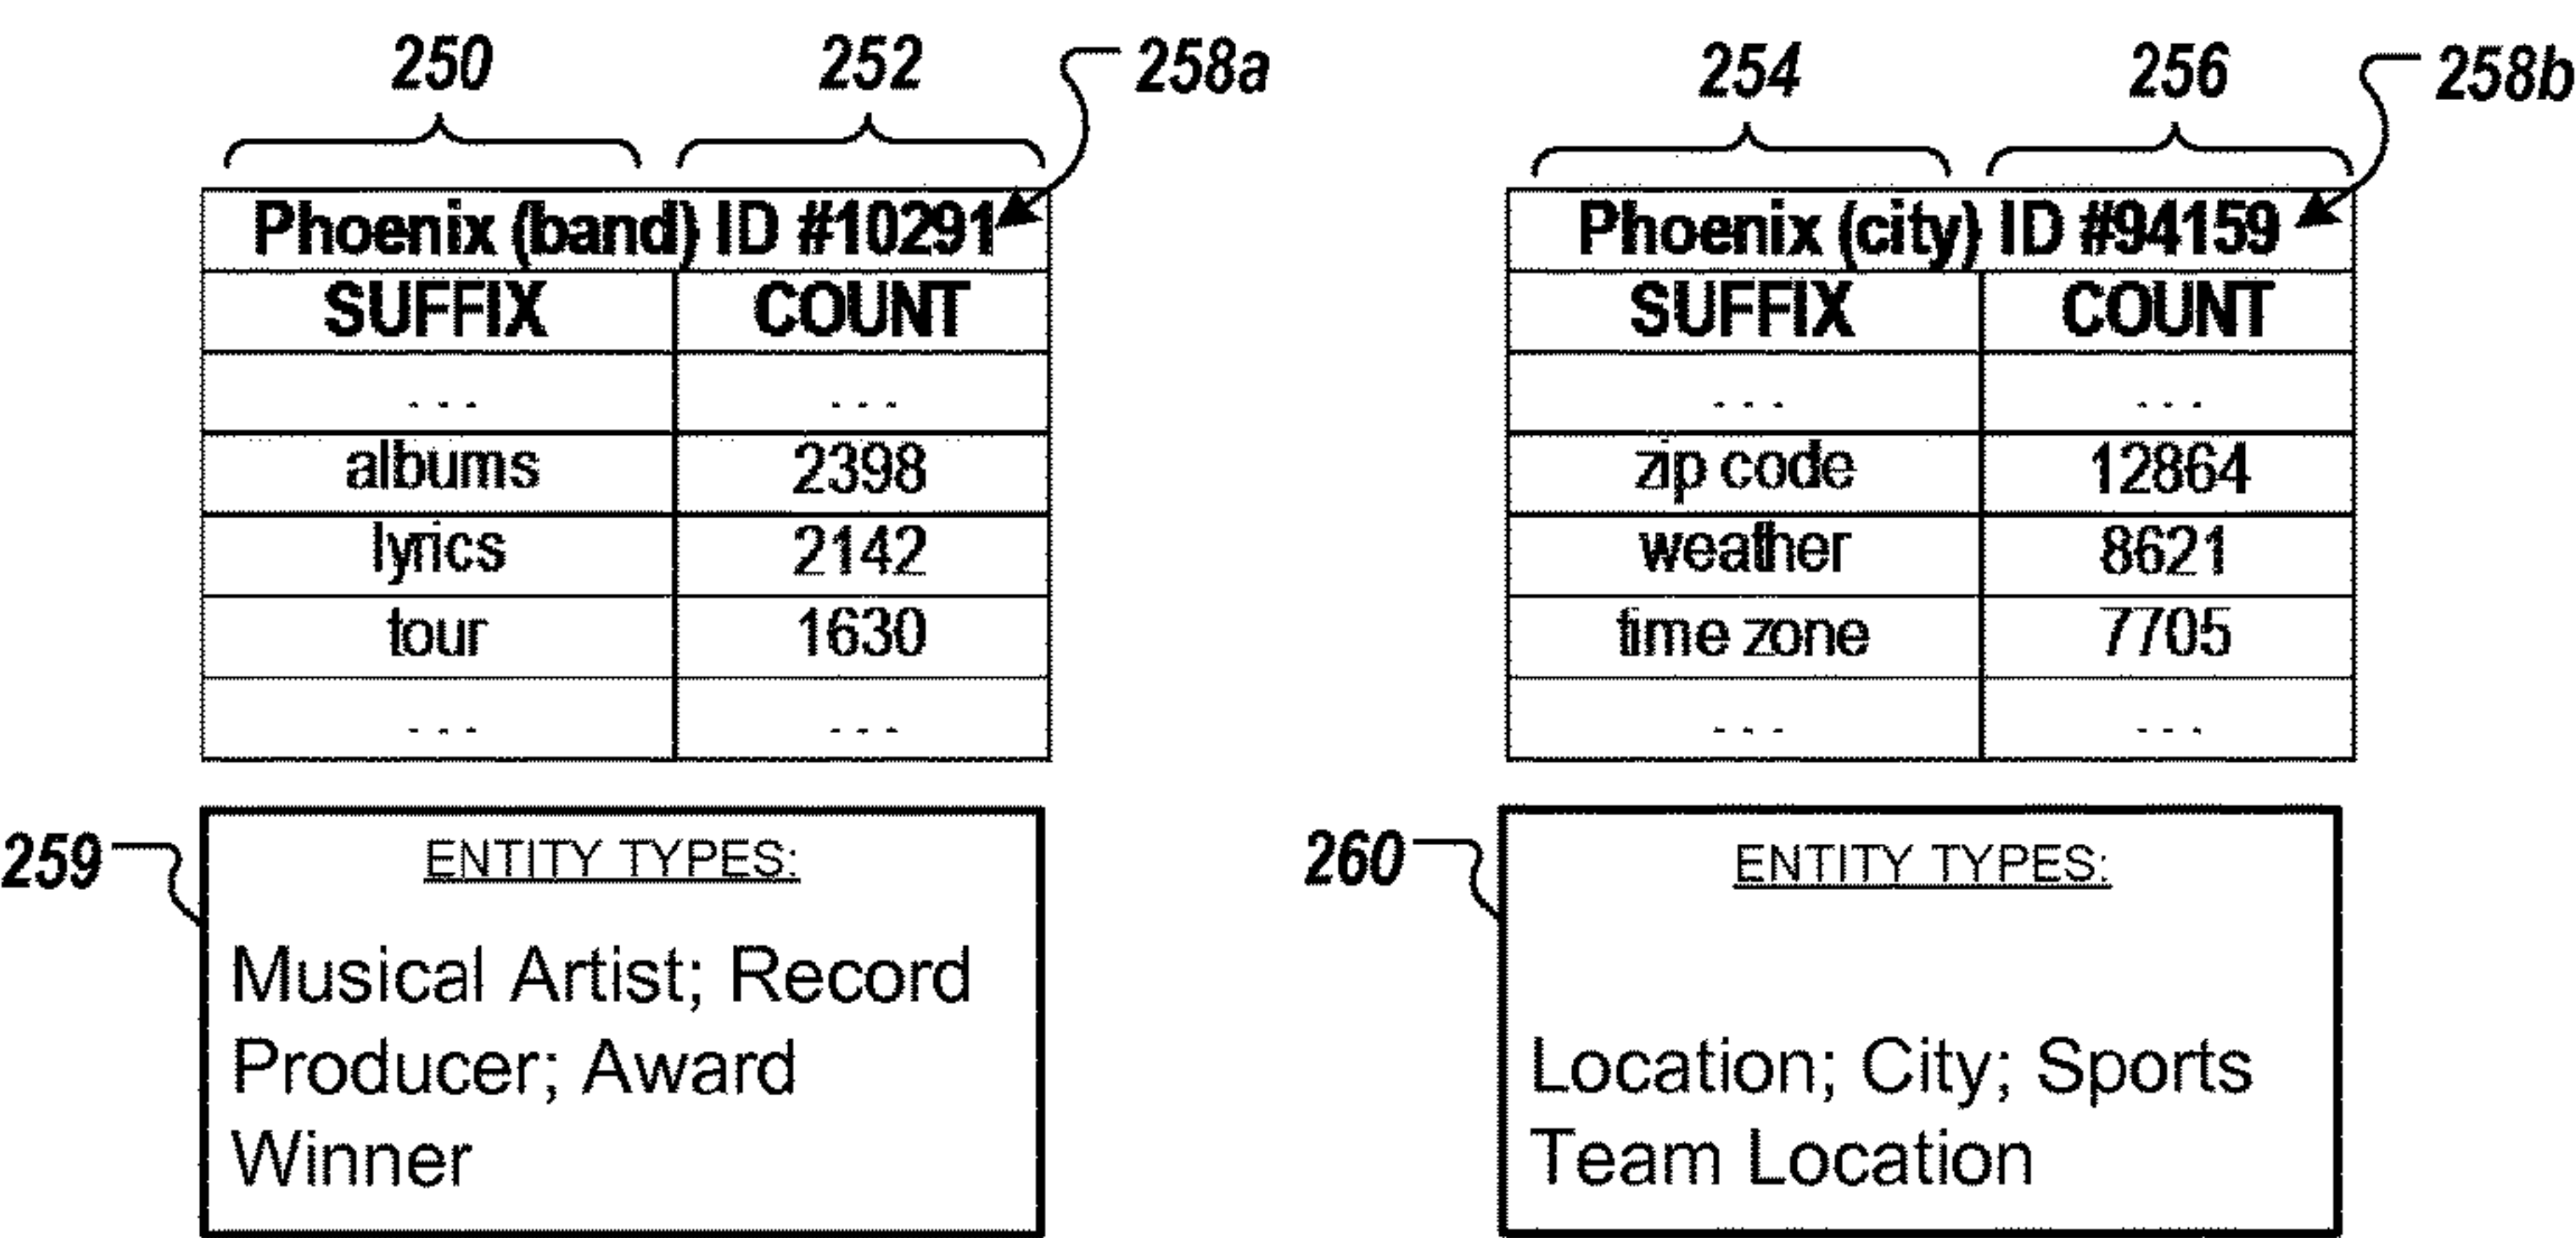 250 252 258a
Phoenix (band) ID #10291
SUFFIX COUNT
... ...
albums 2398
lyrics 2142
tour 1630
... ...
259
ENTITY TYPES:
Musical Artist; Record
Producer; Award
Winner
254 256 258b
Phoenix (city) ID #94159
SUFFIX COUNT
... ...
zip code 12864
weather 8621
time zone 7705
... ...
260
ENTITY TYPES:
Location; City; Sports
Team Location